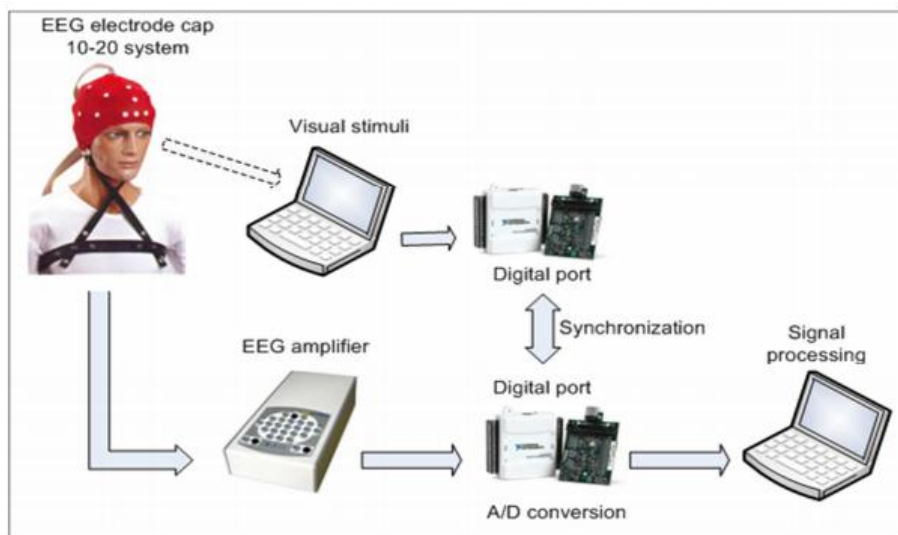 EEG electrode cap
10-20 system
Visual stimuli
Digital port
Synchronization
EEG amplifier
Digital port
Signal
processing
A/D conversion